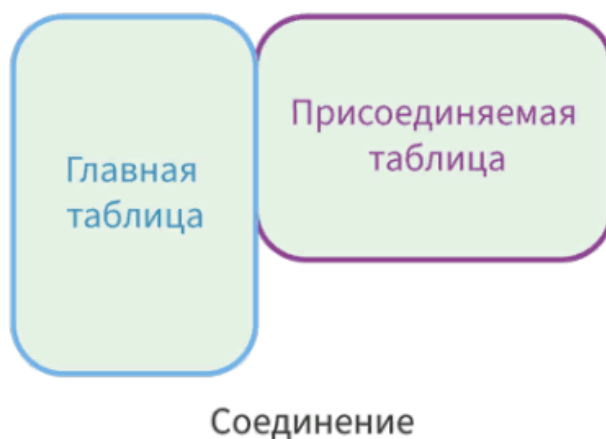 Главная
таблица
Присоединяемая
таблица
Соединение